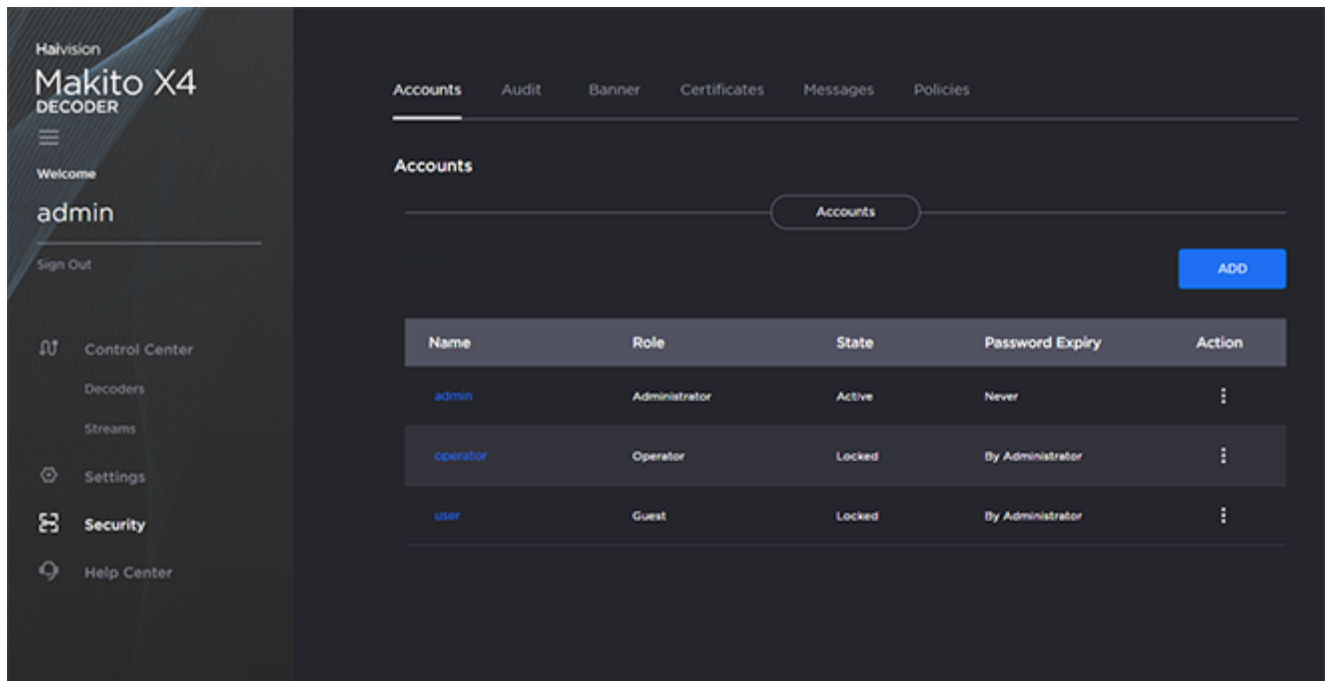 Haivision
Makito X4
DECODER
Welcome
admin
Sign Out
Control Center
Decoders
Streams
Settings
Security
Help Center
Accounts Audit Banner Certificates Messages Policies
Accounts
Accounts
ADD
Name Role State Password Expiry Action
admin Administrator Active Never
operator Operator Locked By Administrator
user Guest Locked By Administrator